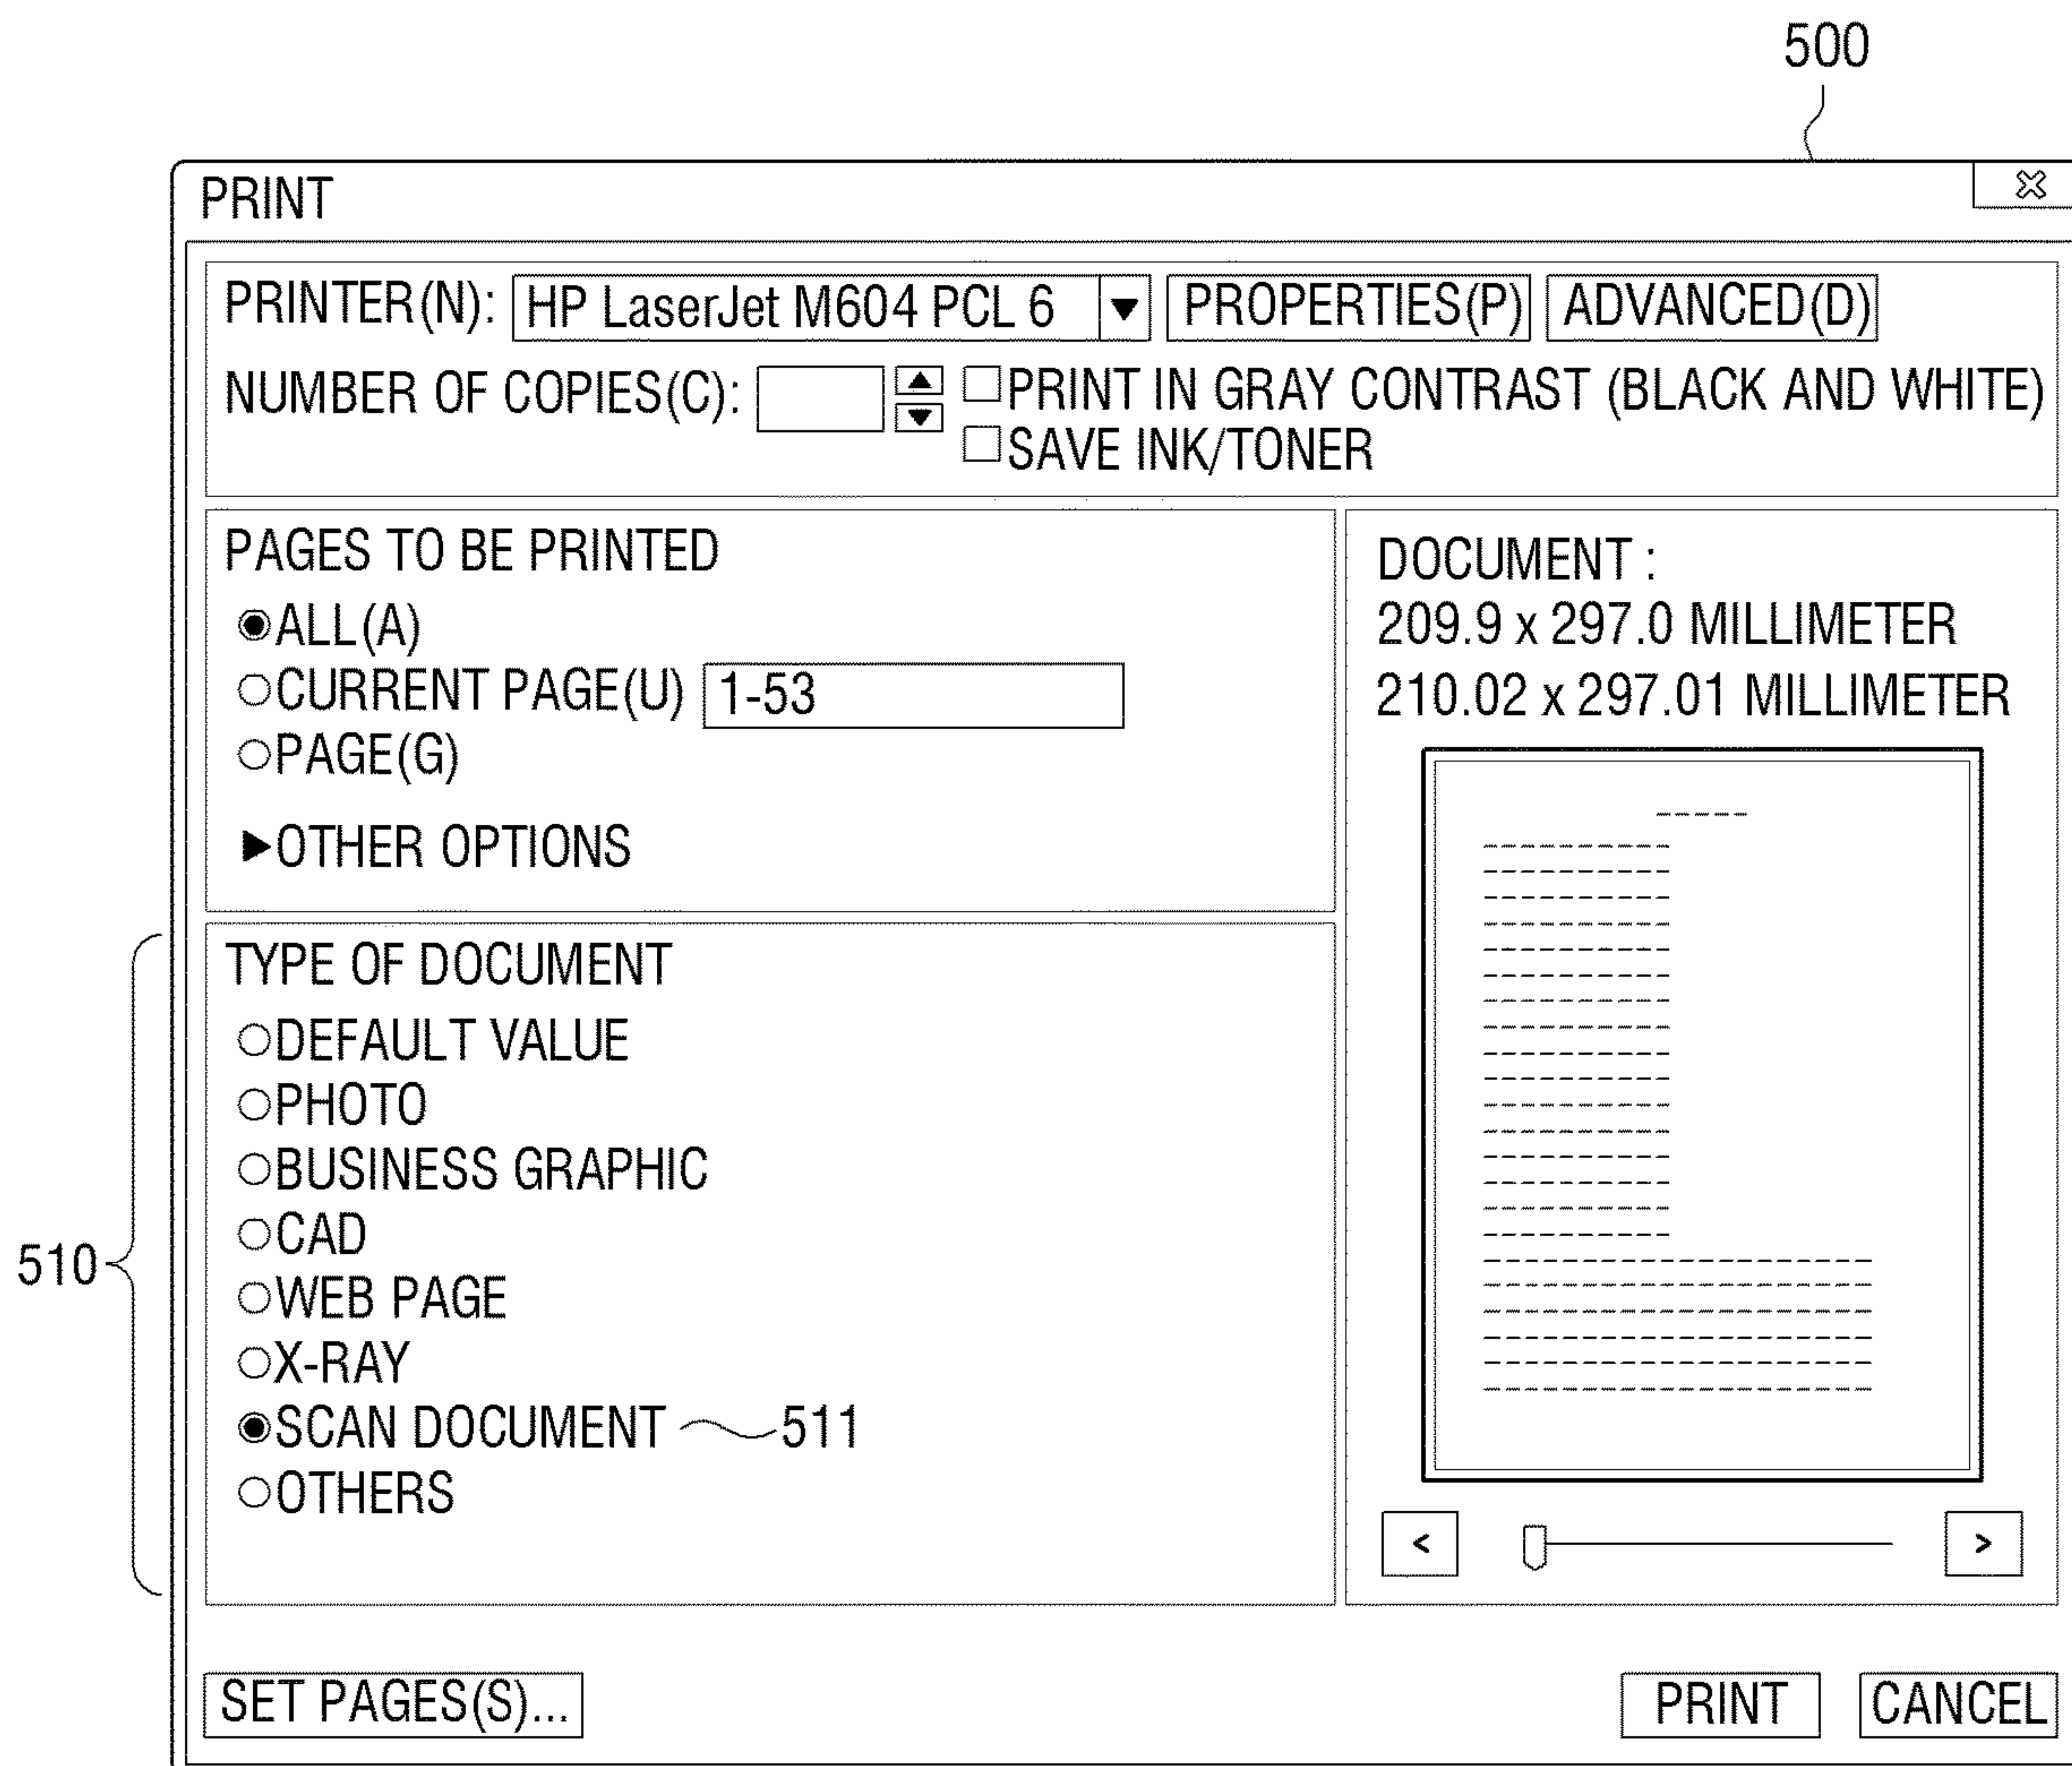 500
PRINT
PRINTER(N): HP LaserJet M604 PCL 6 ▼ PROPERTIES(P) ADVANCED(D)
NUMBER OF COPIES(C): PRINT IN GRAY CONTRAST (BLACK AND WHITE)
SAVE INK/TONER
PAGES TO BE PRINTED
ALL(A)
CURRENT PAGE(U) 1-53
PAGE(G)
▶OTHER OPTIONS
DOCUMENT :
209.9 x 297.0 MILLIMETER
210.02 x 297.01 MILLIMETER
510
TYPE OF DOCUMENT
DEFAULT VALUE
PHOTO
BUSINESS GRAPHIC
CAD
WEB PAGE
X-RAY
SCAN DOCUMENT 511
OTHERS
< >
SET PAGES(S)... PRINT CANCEL